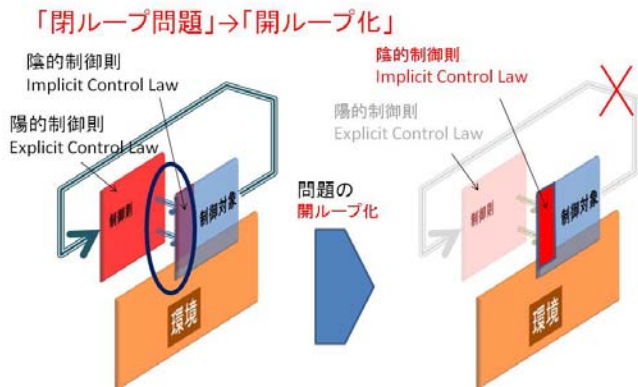 「閉ループ問題」→「開ループ化」
陰的制御則
Implicit Control Law
陽的制御則
Explicit Control Law
制御則
制御対象
環境
問題の
開ループ化
陰的制御則
Implicit Control Law
陽的制御則
Explicit Control Law
制御則
制御対象
環境